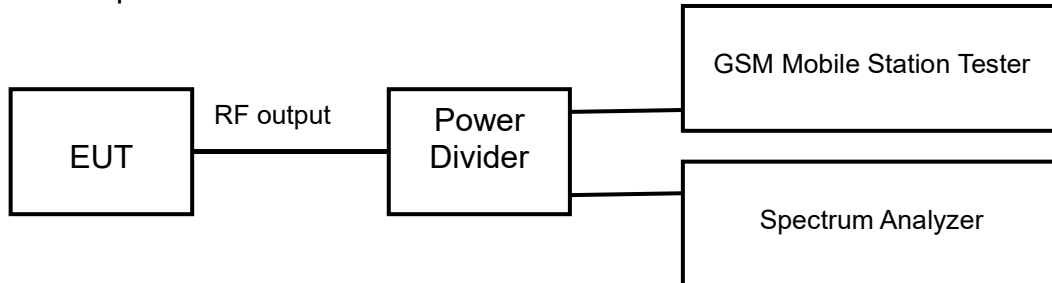 EUT
RF output
Power
Divider
GSM Mobile Station Tester
Spectrum Analyzer